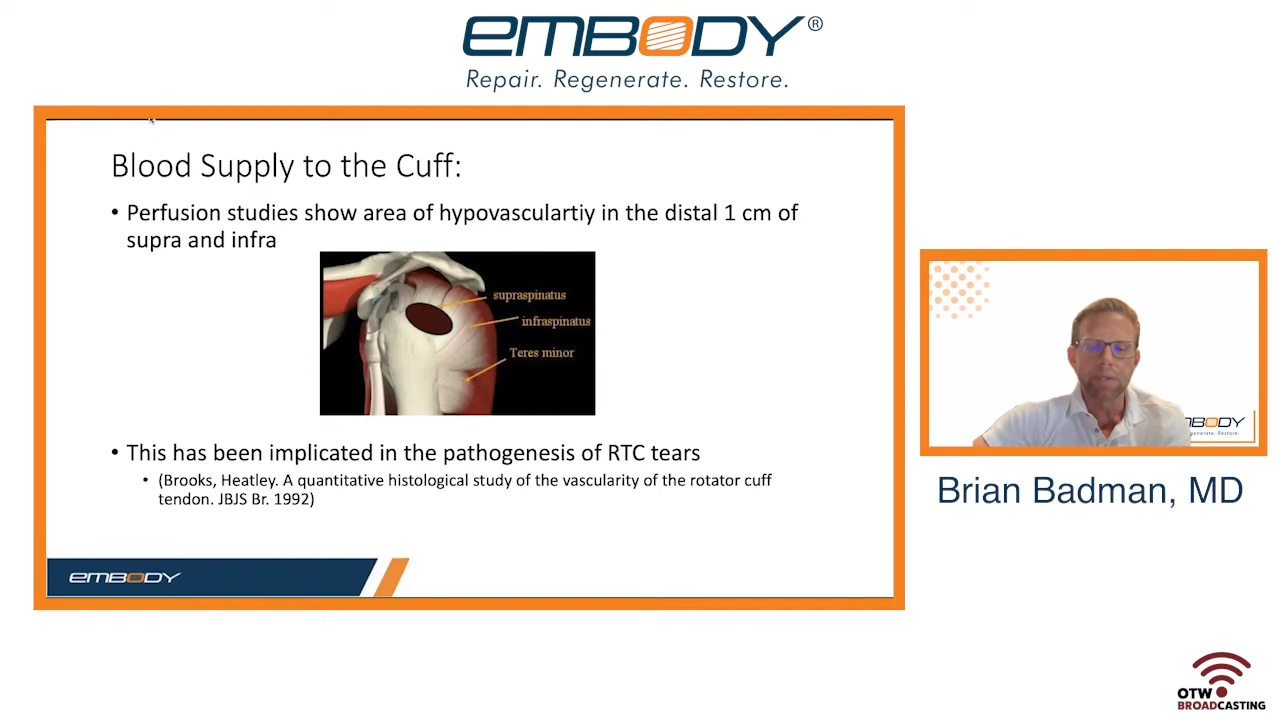 EMBODY®
Repair. Regenerate. Restore.
Blood Supply to the Cuff:
• Perfusion studies show area of hypovasculartiy in the distal 1 cm of
supra and infra
supraspinatus
infraspinatus
Teres minor
• This has been implicated in the pathogenesis of RTC tears
• (Brooks, Heatley. A quantitative histological study of the vascularity of the rotator cuff
tendon. JBJS Br. 1992)
EMBODY
Brian Badman, MD
OTW
BROADCASTING